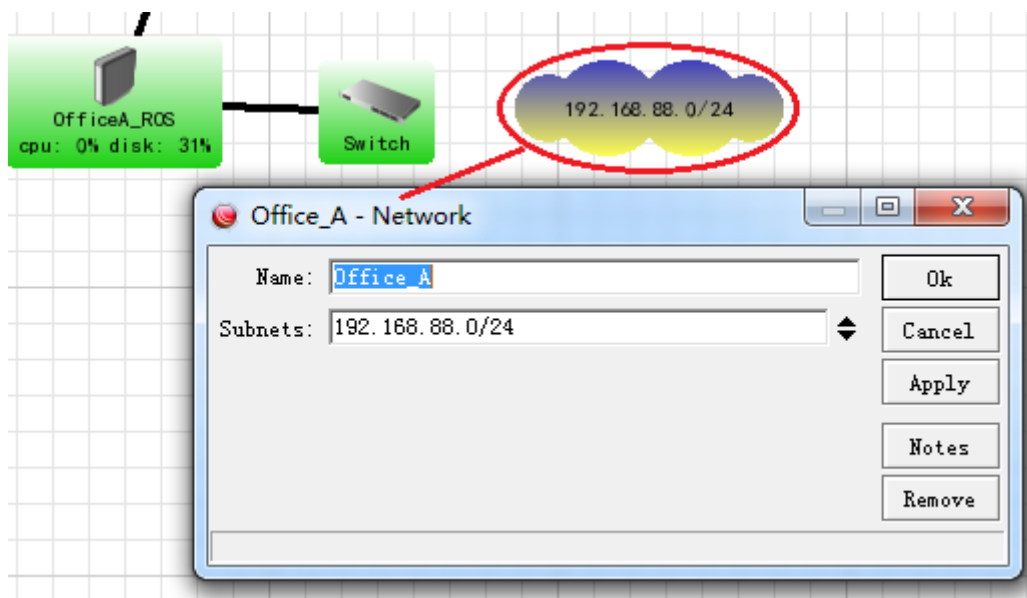 OfficeA_ROS
cpu: 0% disk: 31%
Switch
192.168.88.0/24
Office_A - Network
Name: Office_A
Ok
Subnets: 192.168.88.0/24
Cancel
Apply
Notes
Remove